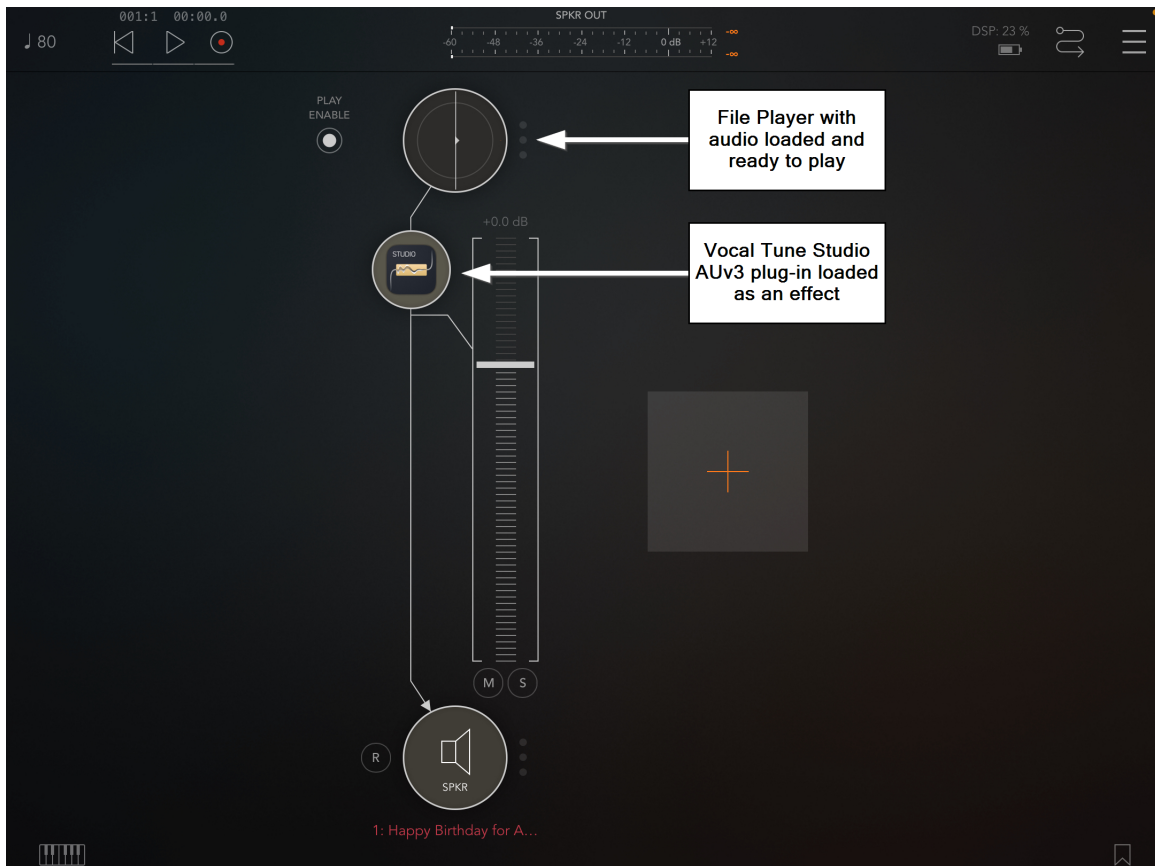 001:1 00:00.0
SPKR OUT
♩ 80
-60 -48 -36 -24 -12 0 dB +12
-∞
-∞
DSP: 23 %
PLAY
ENABLE
File Player with
audio loaded and
ready to play
+0.0 dB
STUDIO
Vocal Tune Studio
AUv3 plug-in loaded
as an effect
M S
R
SPKR
1: Happy Birthday for A...